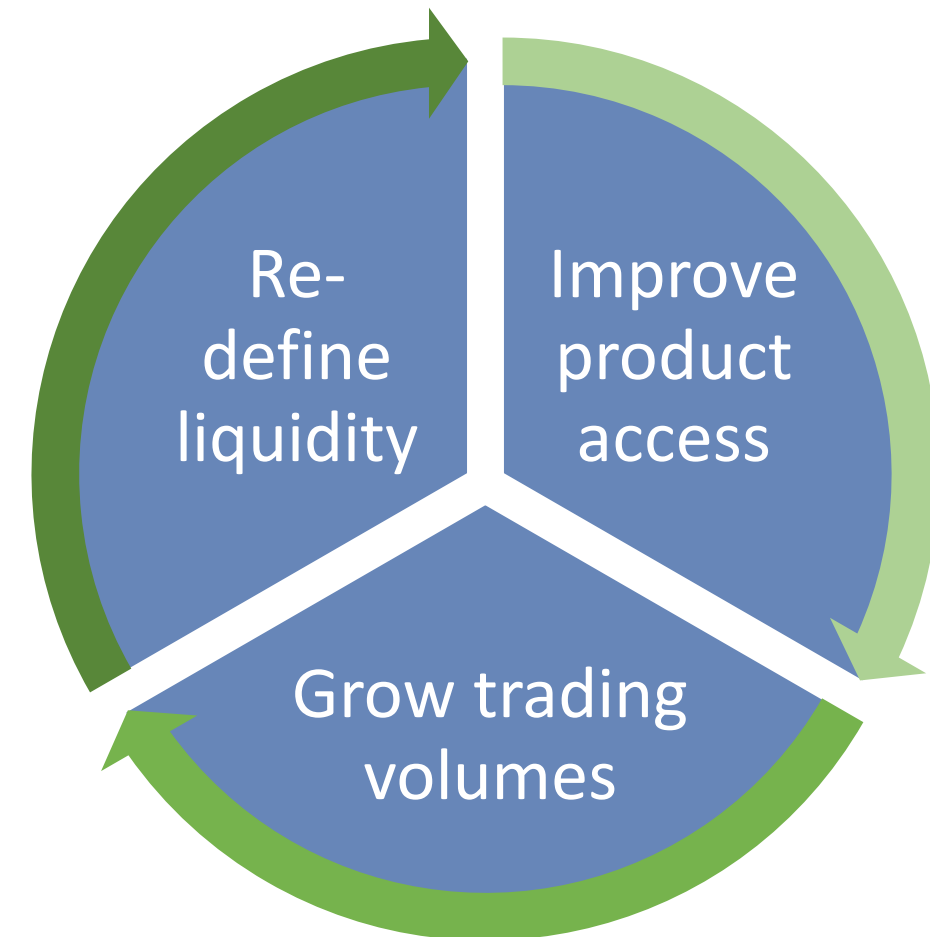 Re-
define
liquidity
Improve
product
access
Grow trading
volumes